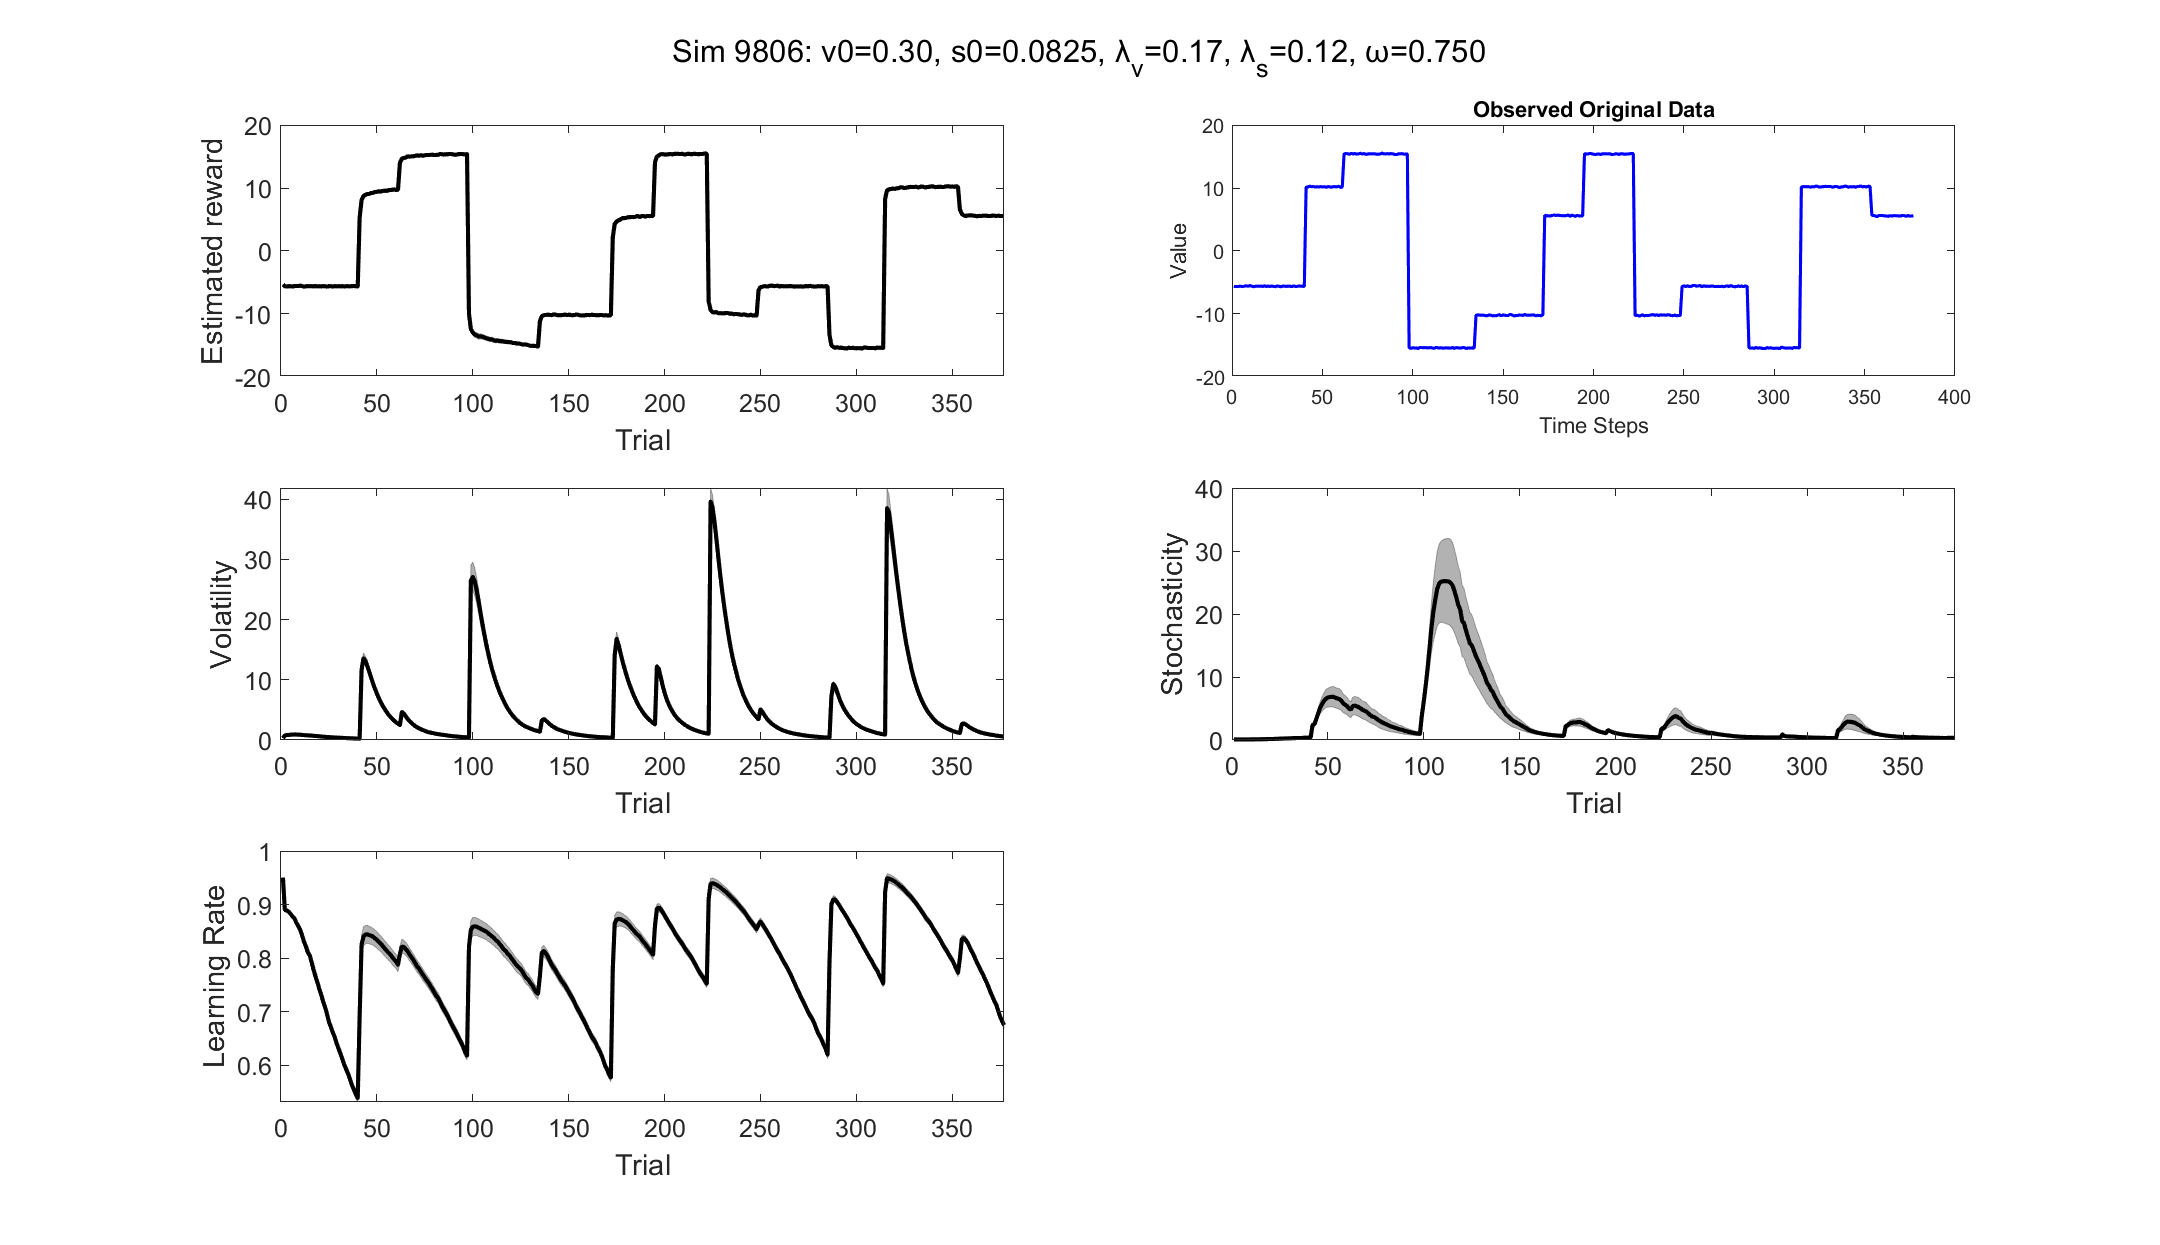 Sim 9806: v0=0.30, s0=0.0825, λv=0.17, λs=0.12, ω=0.750
Estimated reward
20
10
0
-10
-20
0 50 100 150 200 250 300 350
Trial
Observed Original Data
Value
20
10
0
-10
-20
0 50 100 150 200 250 300 350 400
Time Steps
Volatility
40
30
20
10
0
0 50 100 150 200 250 300 350
Trial
Stochasticity
40
30
20
10
0
0 50 100 150 200 250 300 350
Trial
Learning Rate
1
0.9
0.8
0.7
0.6
0 50 100 150 200 250 300 350
Trial